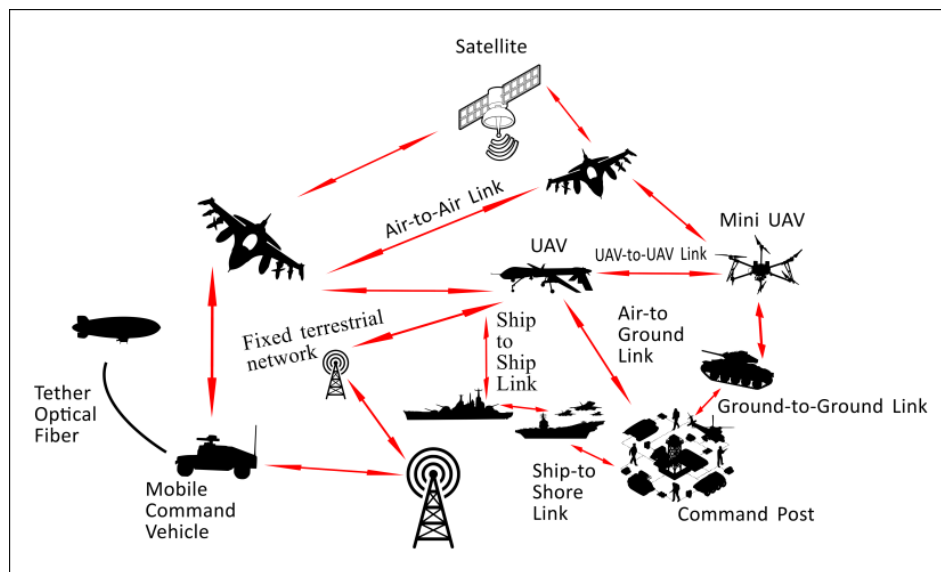 Satellite
Air-to-Air Link
Mini UAV
UAV
UAV-to-UAV Link
Fixed terrestrial
network
Ship
to
Ship
Link
Air-to
Ground
Link
Tether
Optical
Fiber
Ground-to-Ground Link
Mobile
Command
Vehicle
Ship-to
Shore
Link
Command Post